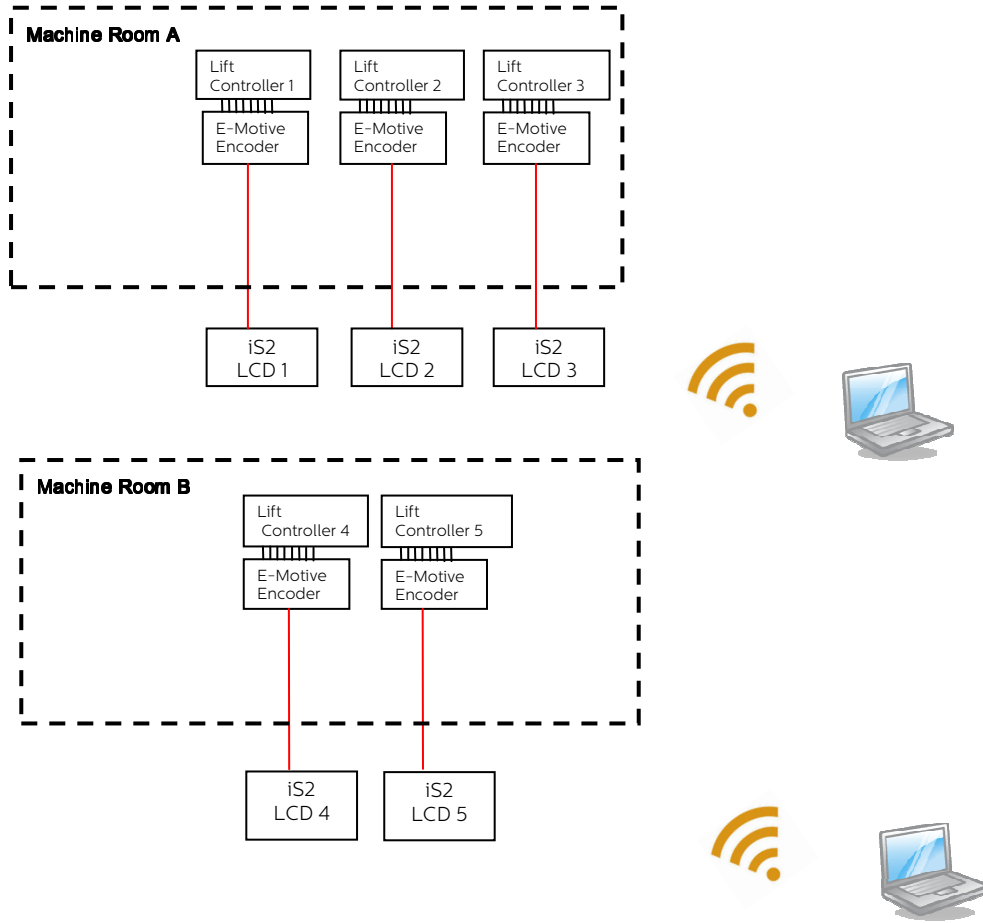 Machine Room A
Lift
Controller 1
Lift
Controller 2
Lift
Controller 3
E-Motive
Encoder
E-Motive
Encoder
E-Motive
Encoder
iS2
LCD 1
iS2
LCD 2
iS2
LCD 3
Machine Room B
Lift
Controller 4
Lift
Controller 5
E-Motive
Encoder
E-Motive
Encoder
iS2
LCD 4
iS2
LCD 5